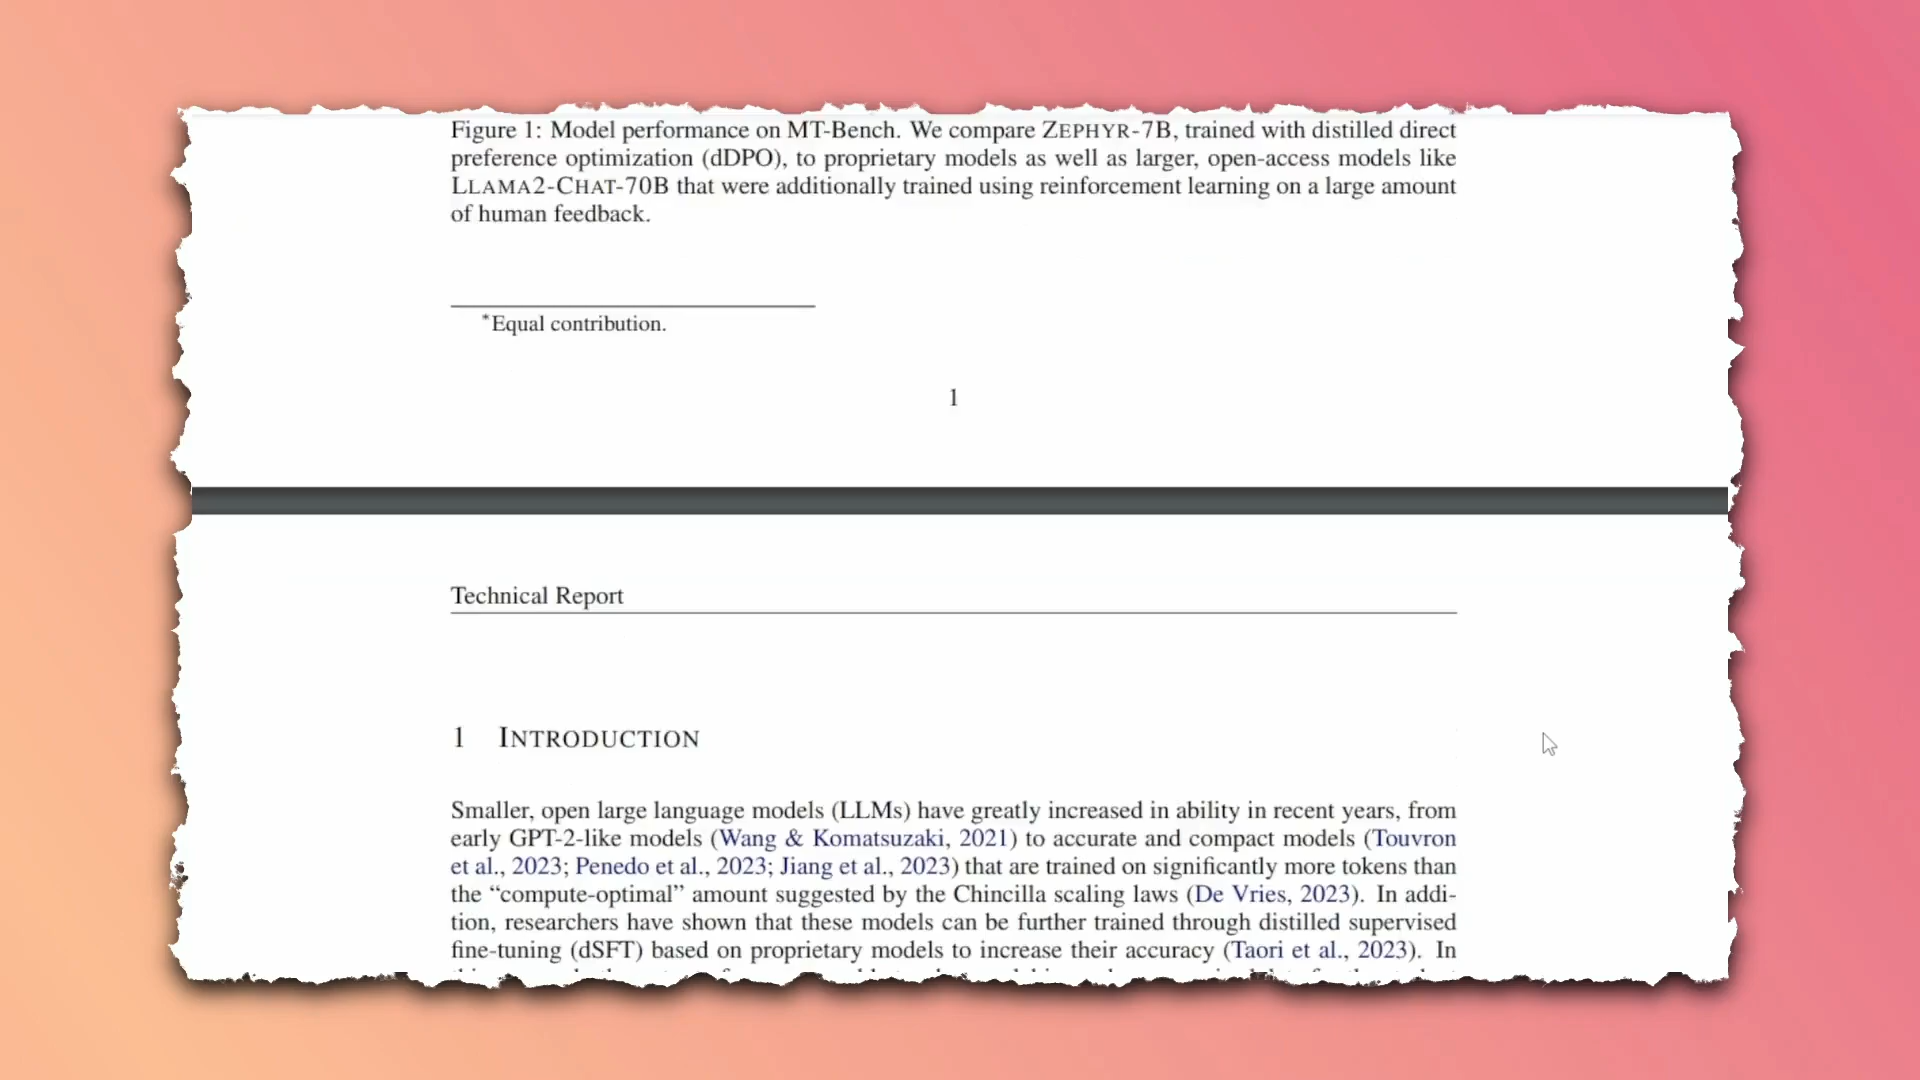 Figure 1: Model performance on MT-Bench. We compare ZEPHYR-7B, trained with distilled direct
preference optimization (dDPO), to proprietary models as well as larger, open-access models like
LLAMA2-CHAT-70B that were additionally trained using reinforcement learning on a large amount
of human feedback.
*Equal contribution.
1
Technical Report
1 INTRODUCTION
Smaller, open large language models (LLMs) have greatly increased in ability in recent years, from
early GPT-2-like models (Wang & Komatsuzaki, 2021) to accurate and compact models (Touvron
et al., 2023; Penedo et al., 2023; Jiang et al., 2023) that are trained on significantly more tokens than
the “compute-optimal” amount suggested by the Chincilla scaling laws (De Vries, 2023). In addi-
tion, researchers have shown that these models can be further trained through distilled supervised
fine-tuning (dSFT) based on proprietary models to increase their accuracy (Taori et al., 2023). In